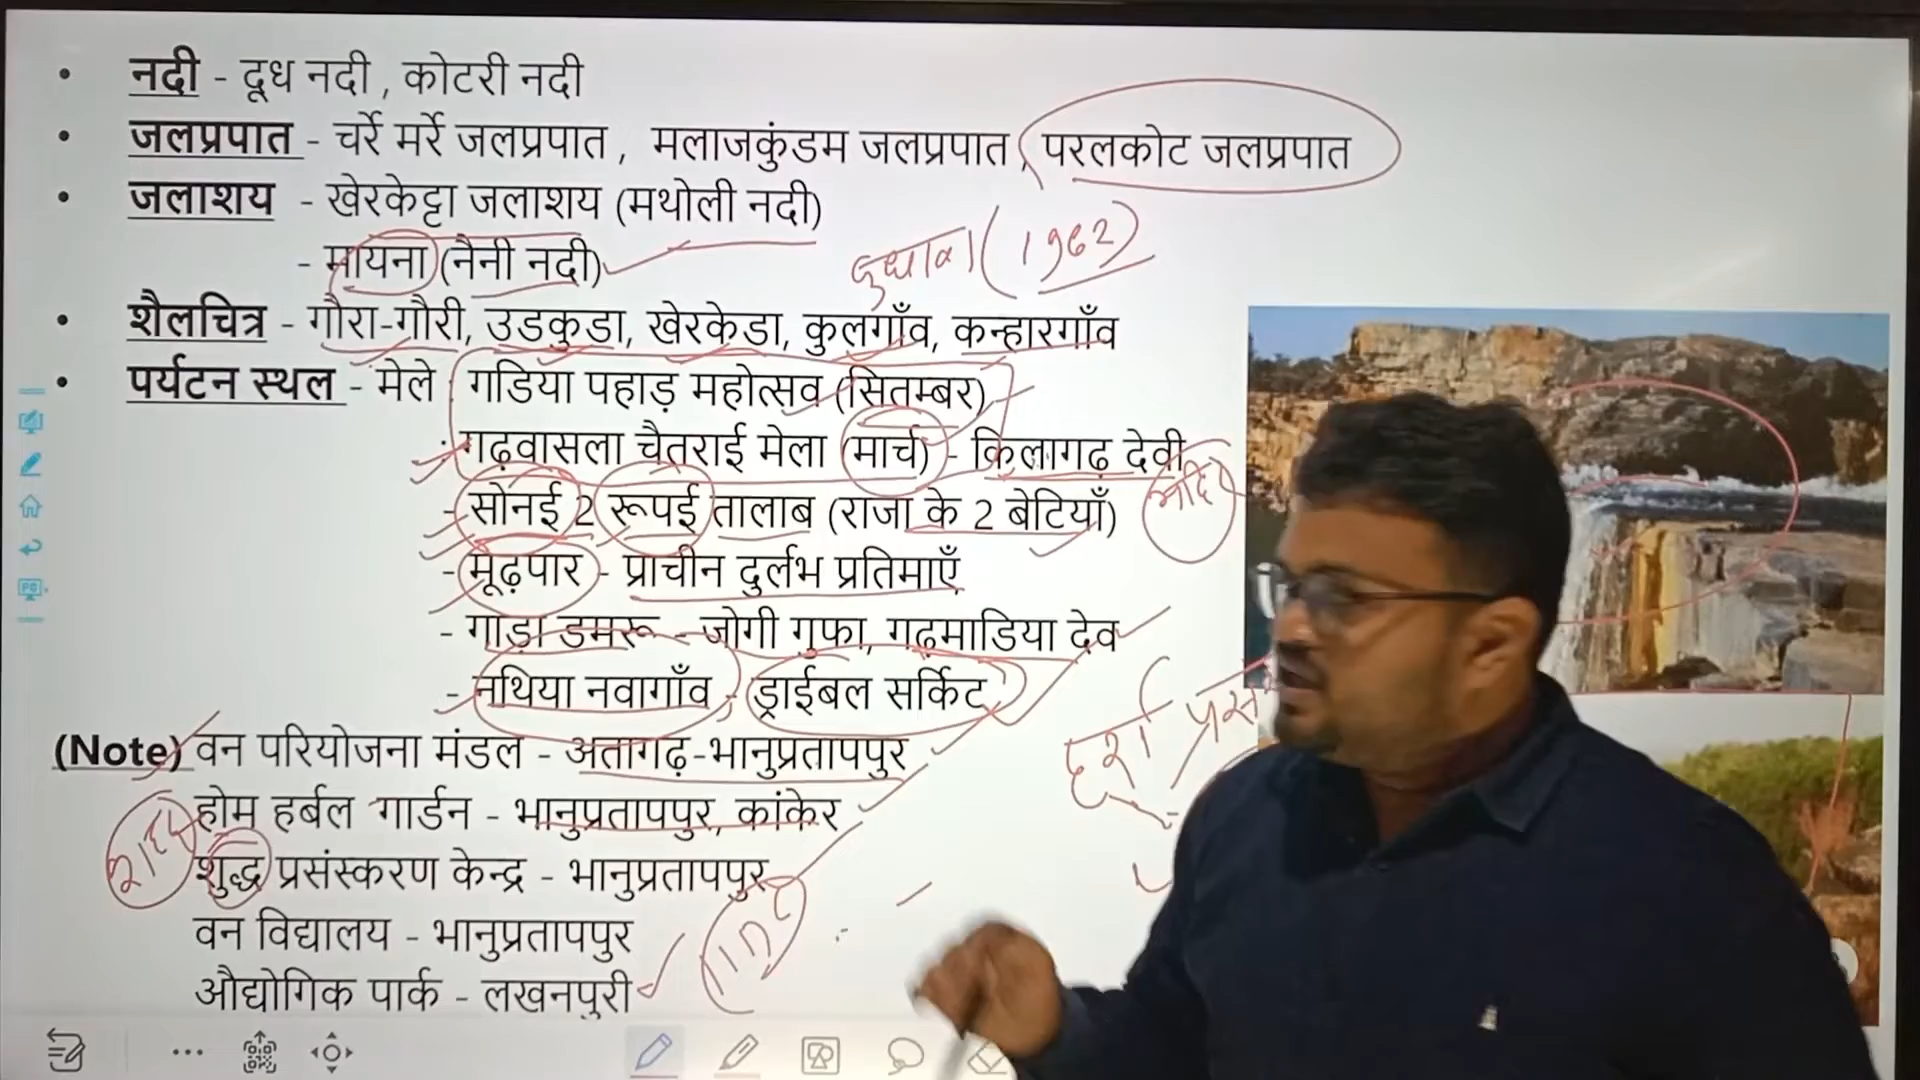 • नदी - दूध नदी , कोटरी नदी
• जलप्रपात - चर्रे मर्रे जलप्रपात , मलाजकुंडम जलप्रपात , परलकोट जलप्रपात
• जलाशय - खेरकेट्टा जलाशय (मथोली नदी)
- मायना (नैनी नदी)
दुधावा (1962)
• शैलचित्र - गौरा-गौरी, उडकुडा, खेरकेडा, कुलगाँव, कन्हारगाँव
• पर्यटन स्थल - मेले : गडिया पहाड़ महोत्सव (सितम्बर)
- गढ़वासला चैतराई मेला (मार्च) - किलागढ़ देवी
- सोनई 2 रूपई तालाब (राजा के 2 बेटियाँ)
- मूढ़पार - प्राचीन दुर्लभ प्रतिमाएँ
- गाड़ा डमरू - जोगी गुफा, गढ़माडिया देव
- नथिया नवागाँव - ड्राईबल सर्किट
(Note) वन परियोजना मंडल - अतागढ़-भानुप्रतापपुर
होम हर्बल गार्डन - भानुप्रतापपुर, कांकेर
शुद्ध प्रसंस्करण केन्द्र - भानुप्रतापपुर
वन विद्यालय - भानुप्रतापपुर
औद्योगिक पार्क - लखनपुरी